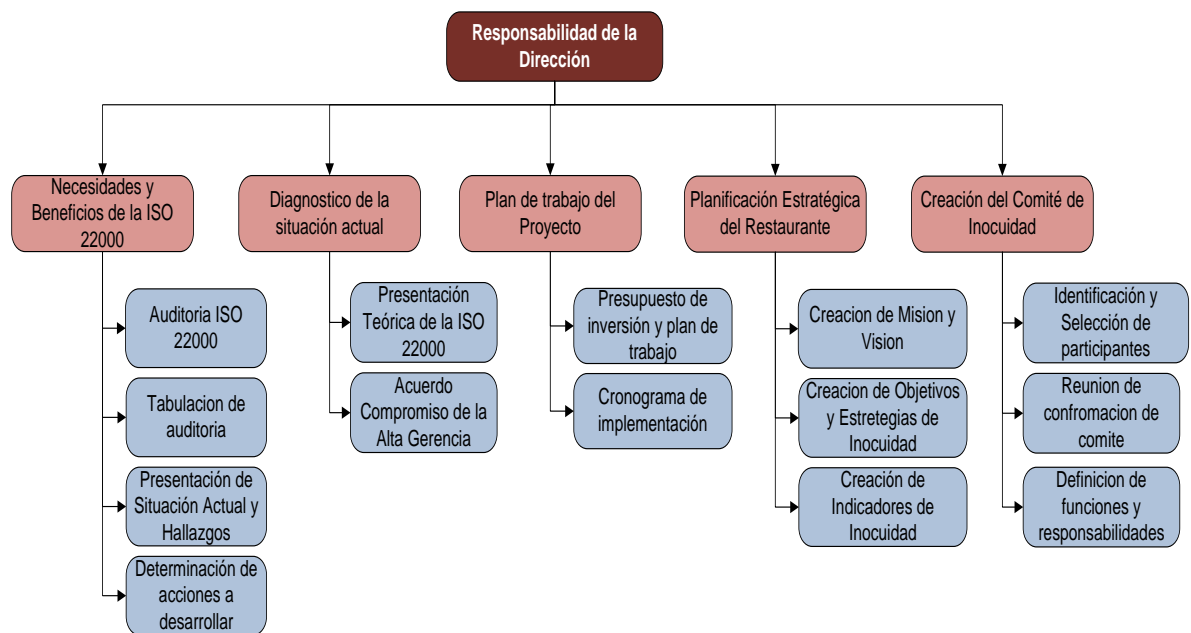 Responsabilidad de la
Dirección
Necesidades y
Beneficios de la ISO
22000
Diagnostico de la
situación actual
Plan de trabajo del
Proyecto
Planificación Estratégica
del Restaurante
Creación del Comité de
Inocuidad
Auditoria ISO
22000
Tabulacion de
auditoria
Presentación de
Situación Actual y
Hallazgos
Determinación de
acciones a
desarrollar
Presentación
Teórica de la ISO
22000
Acuerdo
Compromiso de la
Alta Gerencia
Presupuesto de
inversión y plan de
trabajo
Cronograma de
implementación
Creacion de Mision y
Vision
Creacion de Objetivos
y Estretegias de
Inocuidad
Creación de
Indicadores de
Inocuidad
Identificación y
Selección de
participantes
Reunion de
confromacion de
comite
Definicion de
funciones y
responsabilidades